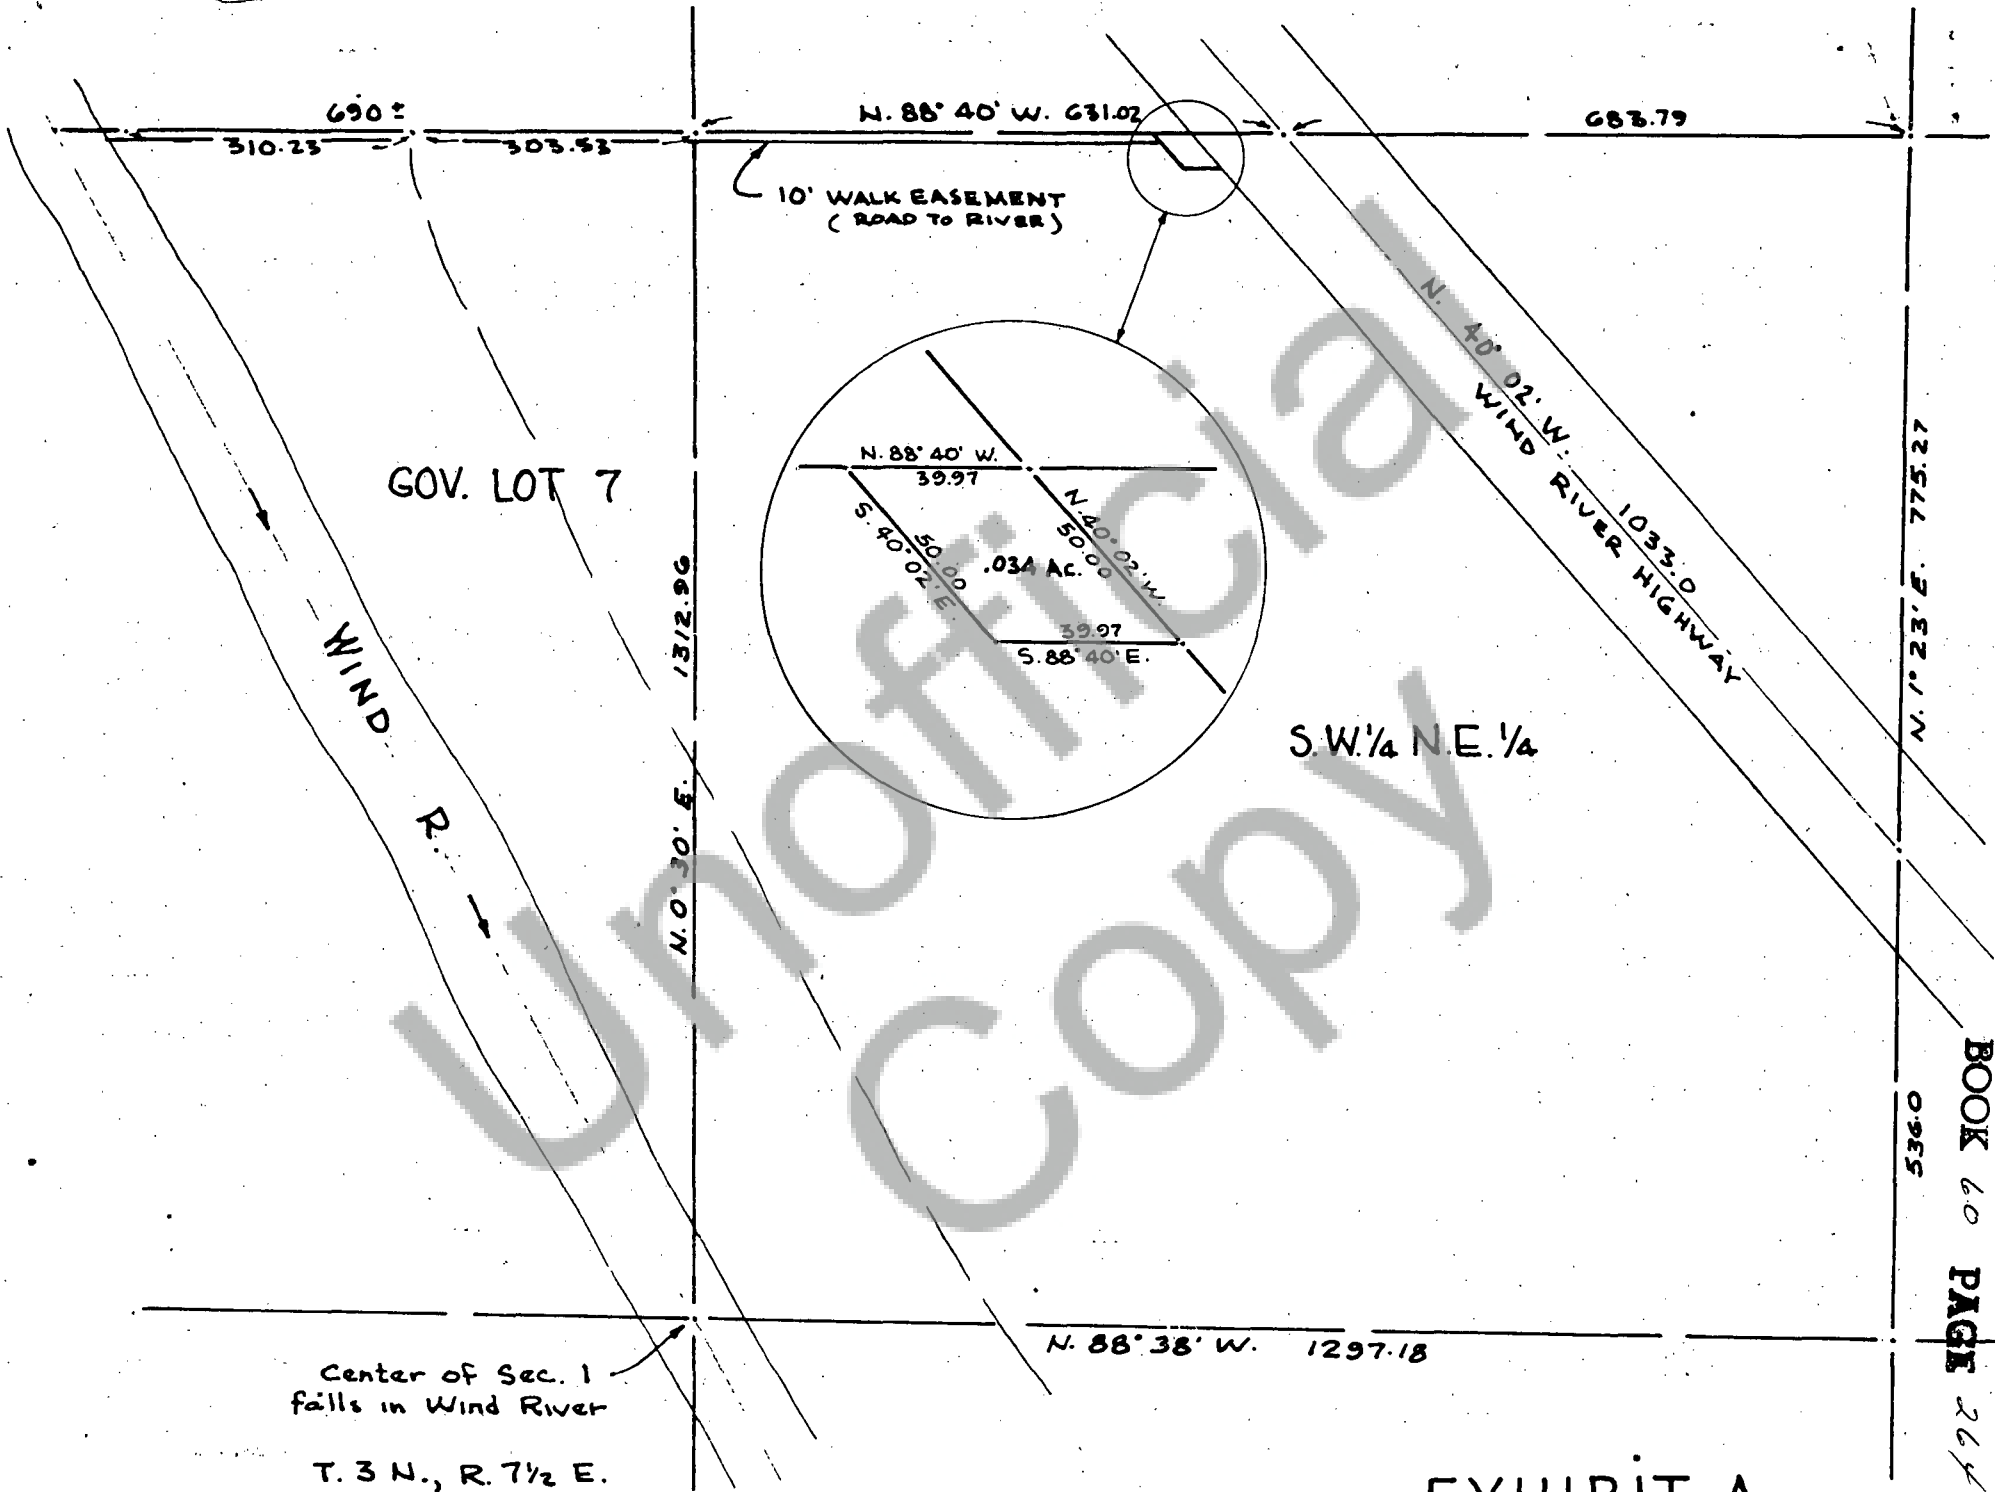 690 ±
310.23
303.53
N. 88° 40' W. 631.02
683.79
10' WALK EASEMENT
( ROAD TO RIVER )
N. 40° 02' W. 1033.0
WIND RIVER HIGHWAY
N. 1° 23' E. 775.27
GOV. LOT 7
N. 88° 40' W.
39.97
S. 40° 02' E.
50.00
.034 Ac.
N. 40° 02' W.
50.00
39.97
S. 88° 40' E.
N. 0° 30' E. 1312.96
WIND R.
S.W.¼ N.E.¼
536.0
BOOK 60 PAGE
N. 88° 38' W. 1297.18
Center of Sec. 1
falls in Wind River
T. 3 N., R. 7½ E.
EXHIBIT A
Unofficial
Copy